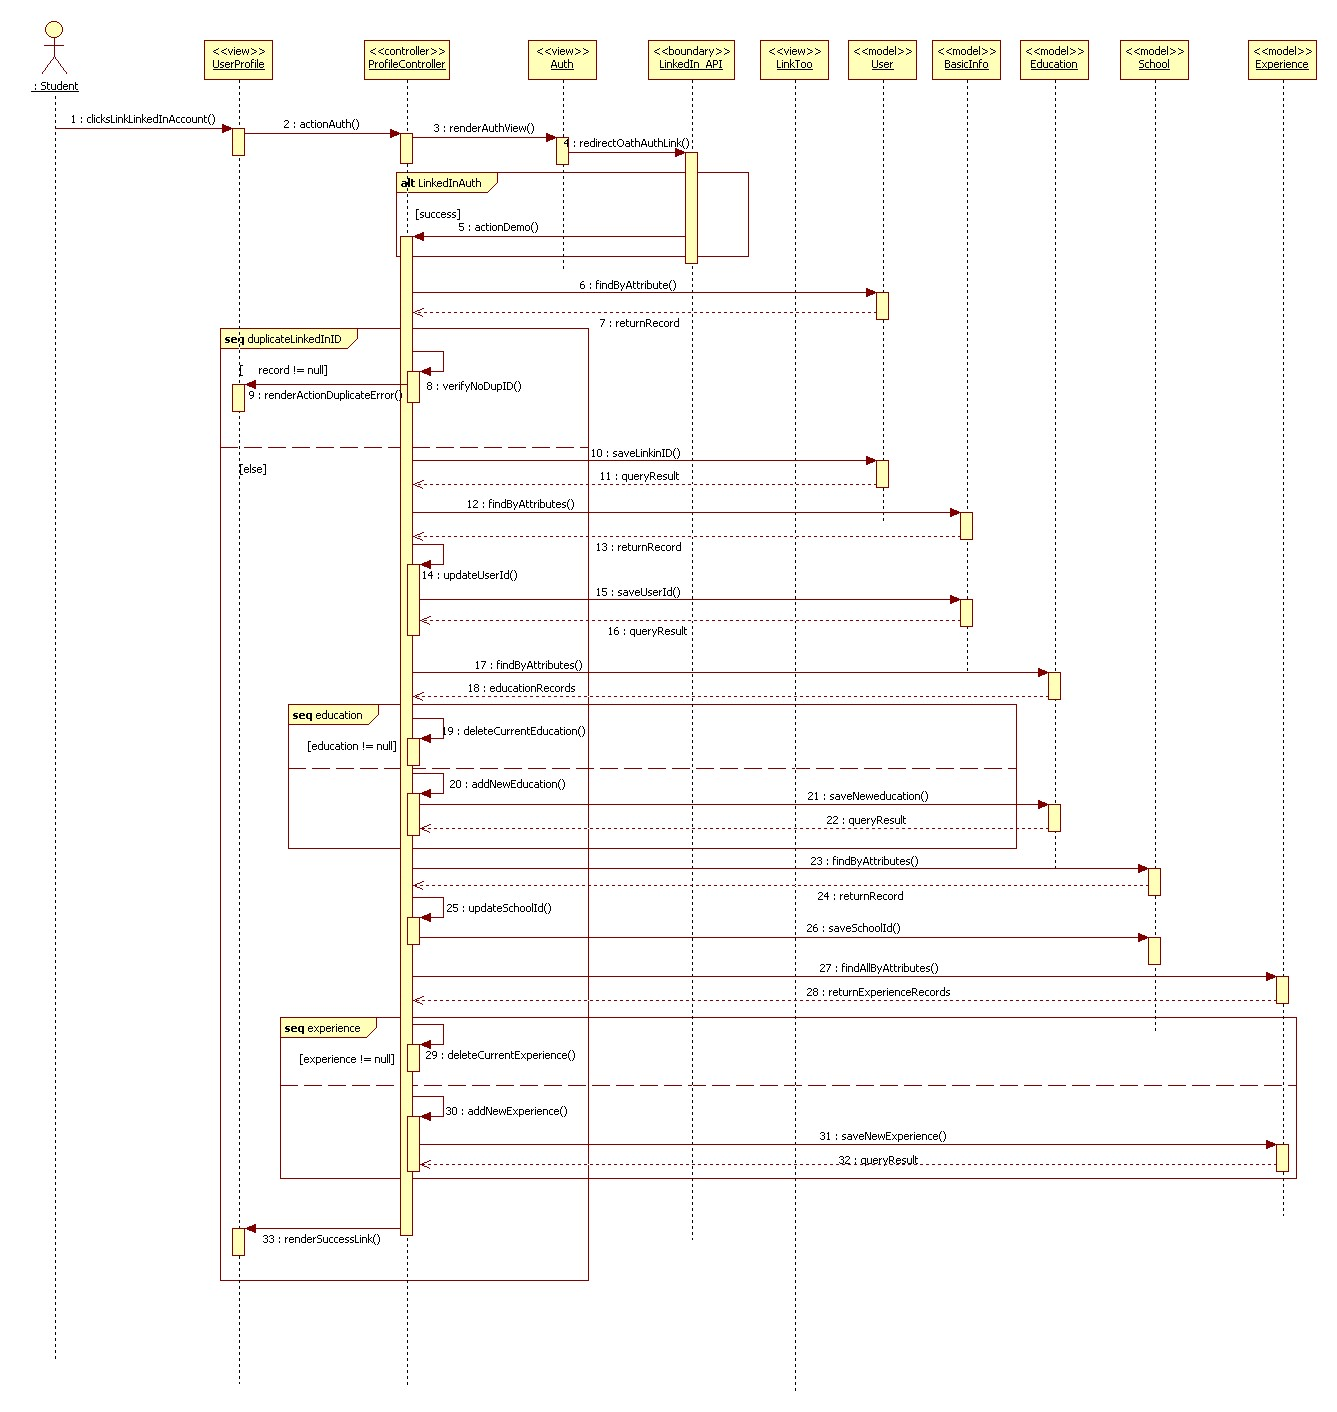 <<view>> <<controller>> <<view>> <<boundary>> <<view>> <<model>> <<model>> <<model>> <<model>> <<model>>
UserProfile ProfileController Auth LinkedIn_API LinkToo User BasicInfo Education School Experience
: Student
1 : clicksLinkLinkedInAccount()
2 : actionAuth()
3 : renderAuthView()
4 : redirectOathAuthLink()
alt LinkedInAuth
[success]
5 : actionDemo()
6 : findByAttribute()
7 : returnRecord
seq duplicateLinkedInID
[ record != null]
8 : verifyNoDupID()
9 : renderActionDuplicateError()
10 : saveLinkinID()
[else]
11 : queryResult
12 : findByAttributes()
13 : returnRecord
14 : updateUserId()
15 : saveUserId()
16 : queryResult
17 : findByAttributes()
18 : educationRecords
seq education
19 : deleteCurrentEducation()
[education != null]
20 : addNewEducation()
21 : saveNeweducation()
22 : queryResult
23 : findByAttributes()
24 : returnRecord
25 : updateSchoolId()
26 : saveSchoolId()
27 : findAllByAttributes()
28 : returnExperienceRecords
seq experience
29 : deleteCurrentExperience()
[experience != null]
30 : addNewExperience()
31 : saveNewExperience()
32 : queryResult
33 : renderSuccessLink()